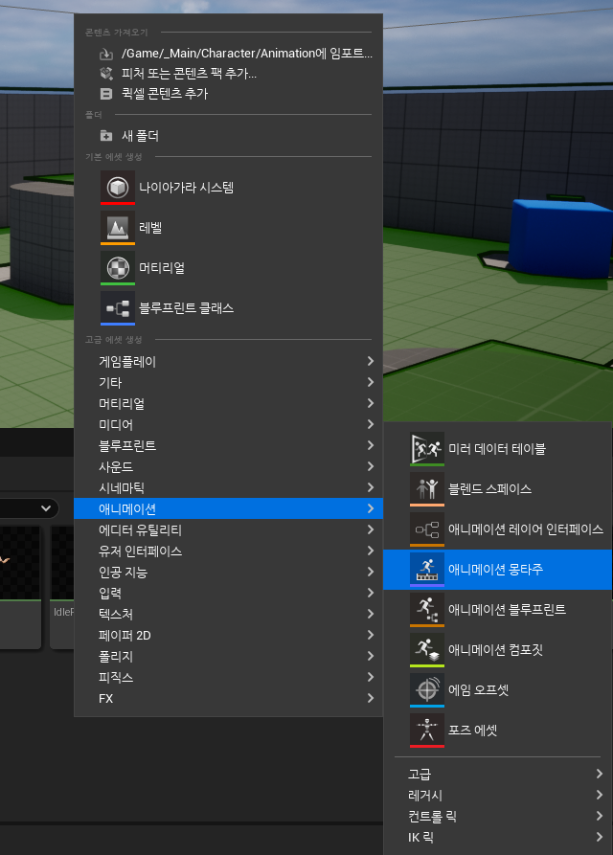 콘텐츠 가져오기
/Game/_Main/Character/Animation에 임포트...
피처 또는 콘텐츠 팩 추가...
퀵셀 콘텐츠 추가
폴더
새 폴더
기본 에셋 생성
나이아가라 시스템
레벨
머티리얼
블루프린트 클래스
고급 에셋 생성
게임플레이
기타
머티리얼
미디어
블루프린트
사운드
시네마틱
애니메이션
에디터 유틸리티
유저 인터페이스
인공 지능
입력
텍스처
페이퍼 2D
폴리지
피직스
FX
미러 데이터 테이블
블렌드 스페이스
애니메이션 레이어 인터페이스
애니메이션 몽타주
애니메이션 블루프린트
애니메이션 컴포짓
에임 오프셋
포즈 에셋
고급
레거시
컨트롤 릭
IK 릭